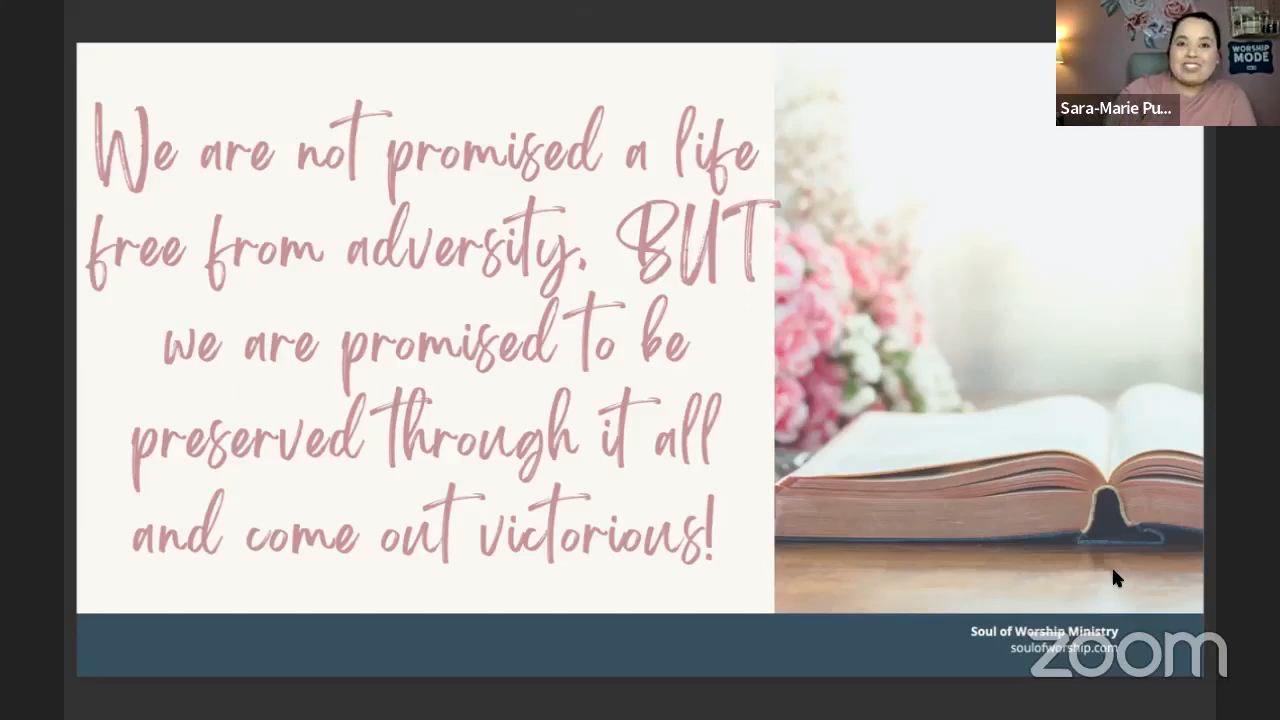 We are not promised a life
free from adversity, BUT
we are promised to be
preserved through it all
and come out victorious!
WORSHIP
MODE
Sara-Marie Pu...
Soul of Worship Ministry
soulofworship.com
zoom